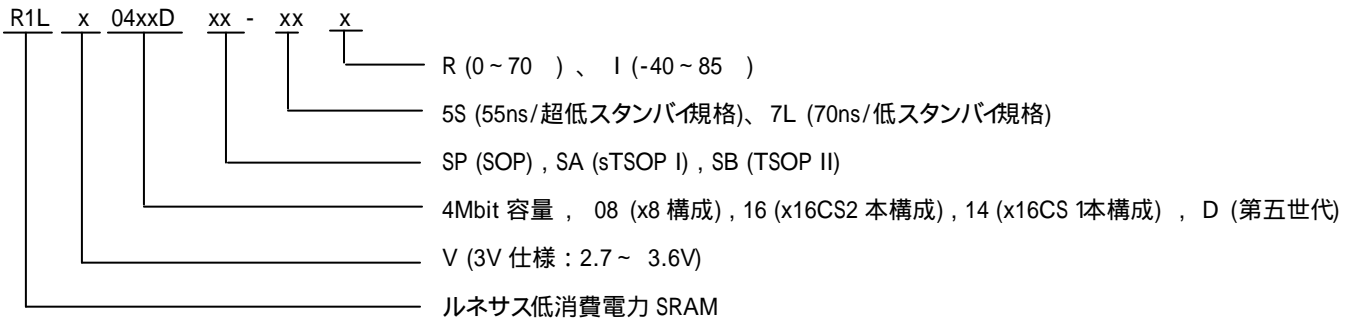 R1L x 04xxD xx - xx x
R (0 ~ 70 ) 、 I (-40 ~ 85 )
5S (55ns/超低スタンバイ規格)、 7L (70ns/低スタンバイ規格)
SP (SOP) , SA (sTSOP I) , SB (TSOP II)
4Mbit 容量 , 08 (x8 構成) , 16 (x16CS2 本構成) , 14 (x16CS 1本構成) , D (第五世代)
V (3V 仕様 : 2.7 ~ 3.6V)
ルネサス低消費電力 SRAM